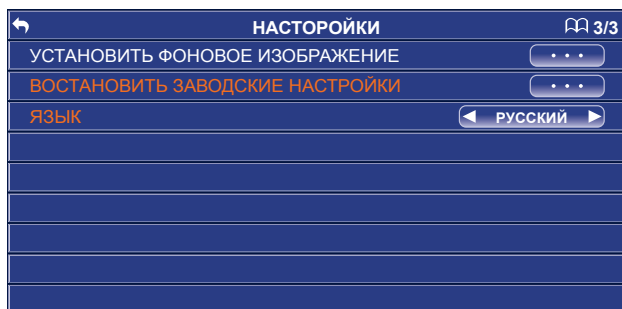 НАСТОРОЙКИ 3/3
УСТАНОВИТЬ ФОНОВОЕ ИЗОБРАЖЕНИЕ
ВОСТАНОВИТЬ ЗАВОДСКИЕ НАСТРОЙКИ
ЯЗЫК РУССКИЙ